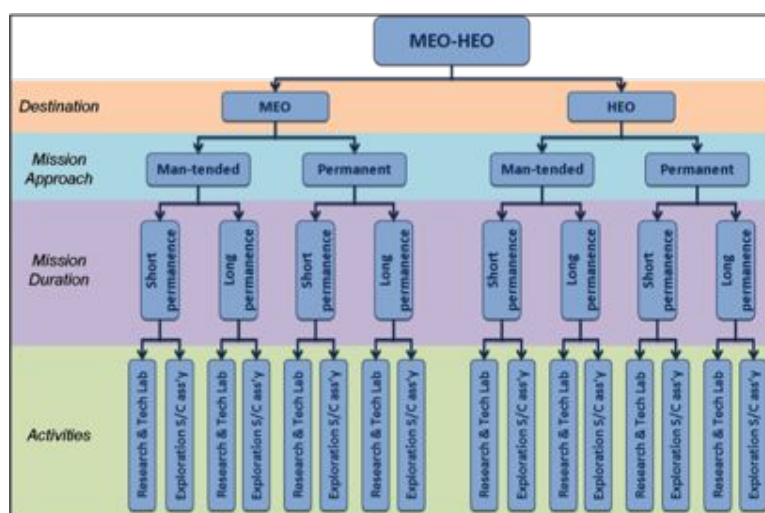 MEO-HEO
Destination
MEO
HEO
Mission
Approach
Man-tended
Permanent
Man-tended
Permanent
Mission
Duration
Short
permanence
Long
permanence
Short
permanence
Long
permanence
Short
permanence
Long
permanence
Short
permanence
Long
permanence
Activities
Research & Tech Lab
Exploration S/C ass'y
Research & Tech Lab
Exploration S/C ass'y
Research & Tech Lab
Exploration S/C ass'y
Research & Tech Lab
Exploration S/C ass'y
Research & Tech Lab
Exploration S/C ass'y
Research & Tech Lab
Exploration S/C ass'y
Research & Tech Lab
Exploration S/C ass'y
Research & Tech Lab
Exploration S/C ass'y